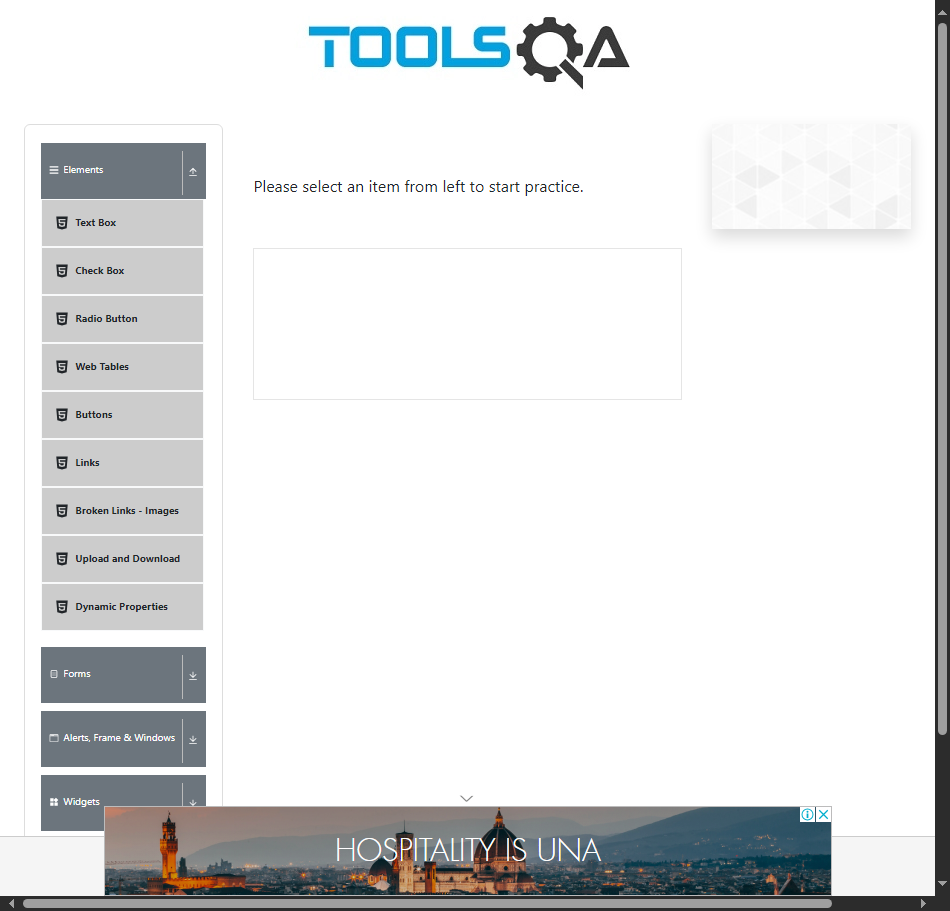 TOOLSQA
Elements
Please select an item from left to start practice.
Text Box
Check Box
Radio Button
Web Tables
Buttons
Links
Broken Links - Images
Upload and Download
Dynamic Properties
Forms
Alerts, Frame & Windows
Widgets
HOSPITALITY IS UNA